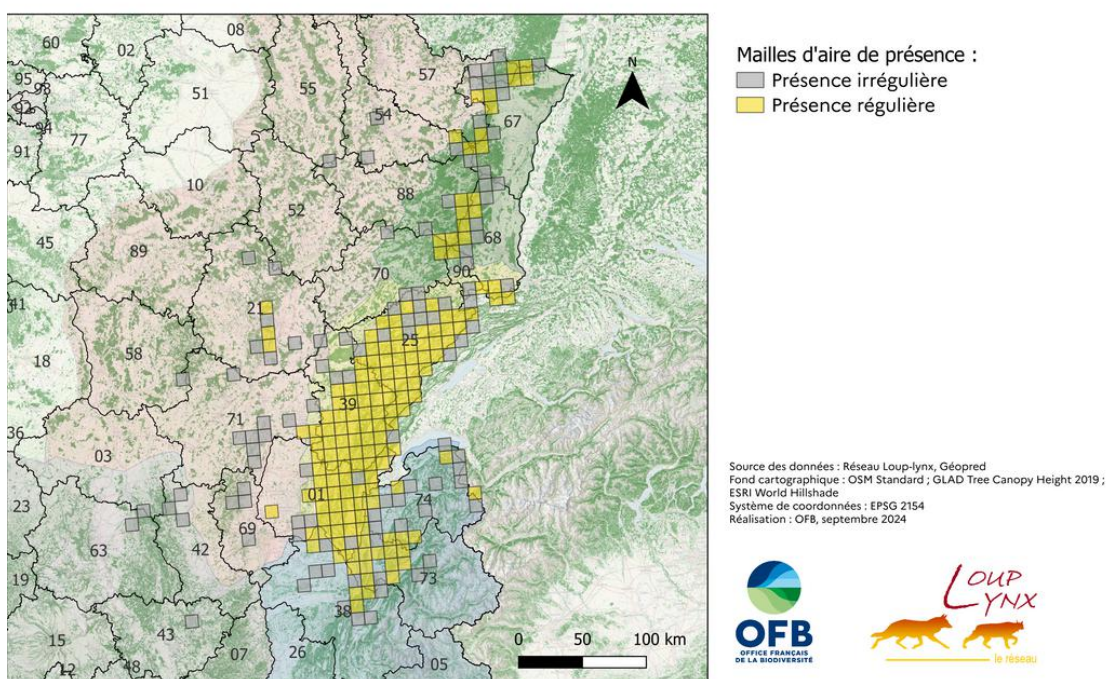 08
60
02
57
95
93
51
55
54
92
94
77
67
91
10
88
52
45
68
89
90
70
41
21
25
58
18
39
71
36
03
74
01
23
69
63
42
73
19
38
43
15
07
26
12
48
05
N
0 50 100 km
Mailles d'aire de présence :
Présence irrégulière
Présence régulière
Source des données : Réseau Loup-lynx, Géopred
Fond cartographique : OSM Standard ; GLAD Tree Canopy Height 2019 ;
ESRI World Hillshade
Système de coordonnées : EPSG 2154
Réalisation : OFB, septembre 2024
OFB
OFFICE FRANÇAIS
DE LA BIODIVERSITÉ
LOUP
LYNX
le réseau